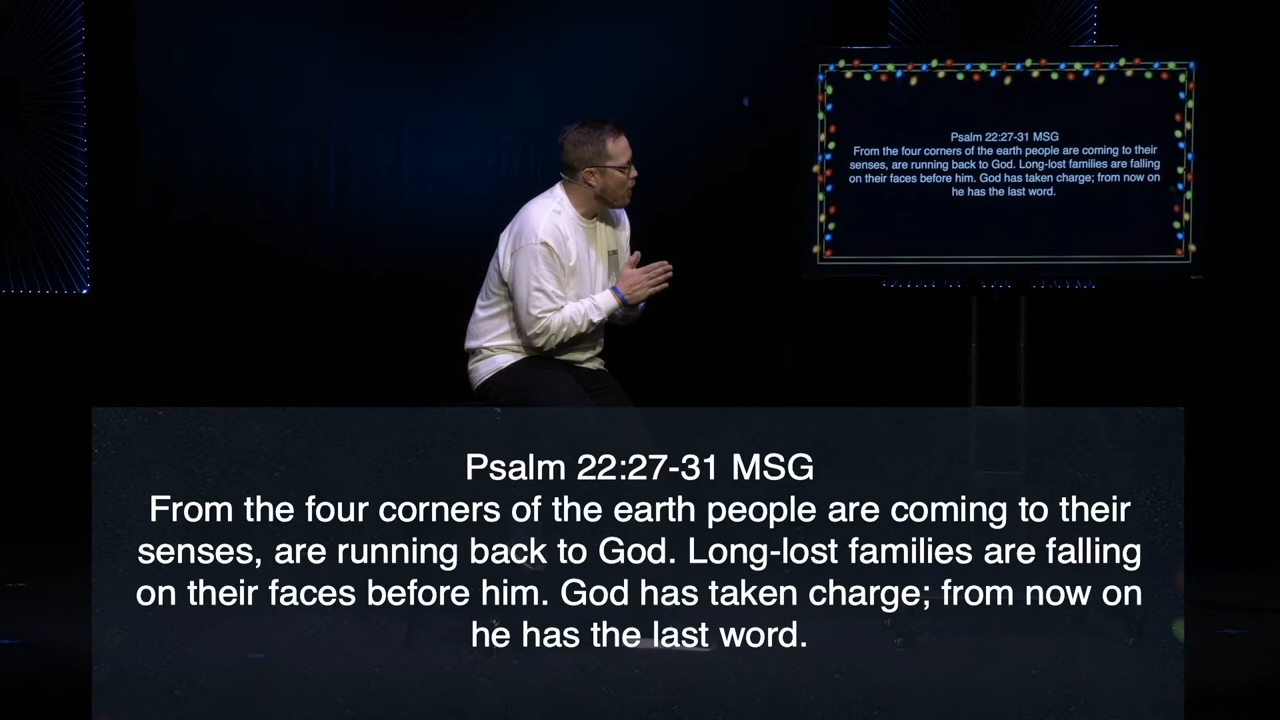 Psalm 22:27-31 MSG
From the four corners of the earth people are coming to their
senses, are running back to God. Long-lost families are falling
on their faces before him. God has taken charge; from now on
he has the last word.
Psalm 22:27-31 MSG
From the four corners of the earth people are coming to their
senses, are running back to God. Long-lost families are falling
on their faces before him. God has taken charge; from now on
he has the last word.